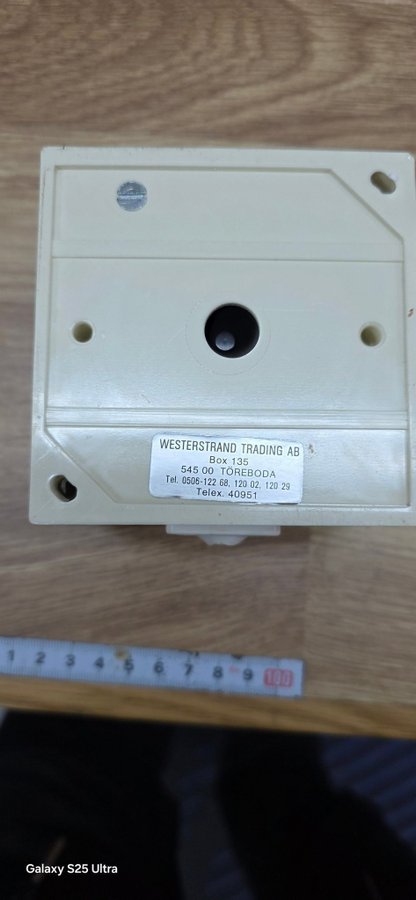 WESTERSTRAND TRADING AB
Box 135
545 00 TÖREBODA
Tel. 0506-122 68, 120 02, 120 29
Telex. 40951
1 2 3 4 5 6 7 8 9 100
Galaxy S25 Ultra